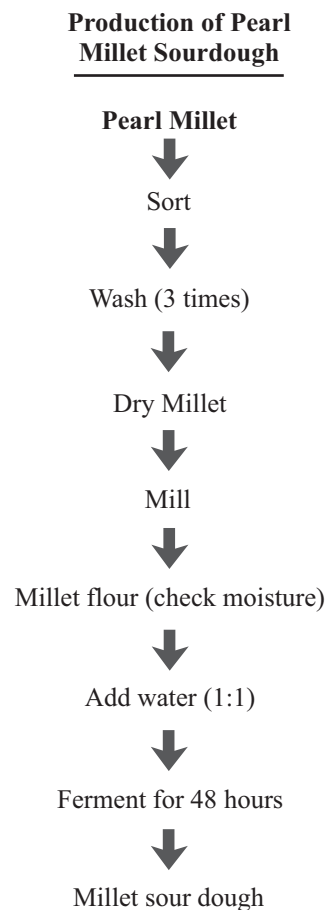 Production of Pearl
Millet Sourdough
Pearl Millet
Sort
Wash (3 times)
Dry Millet
Mill
Millet flour (check moisture)
Add water (1:1)
Ferment for 48 hours
Millet sour dough